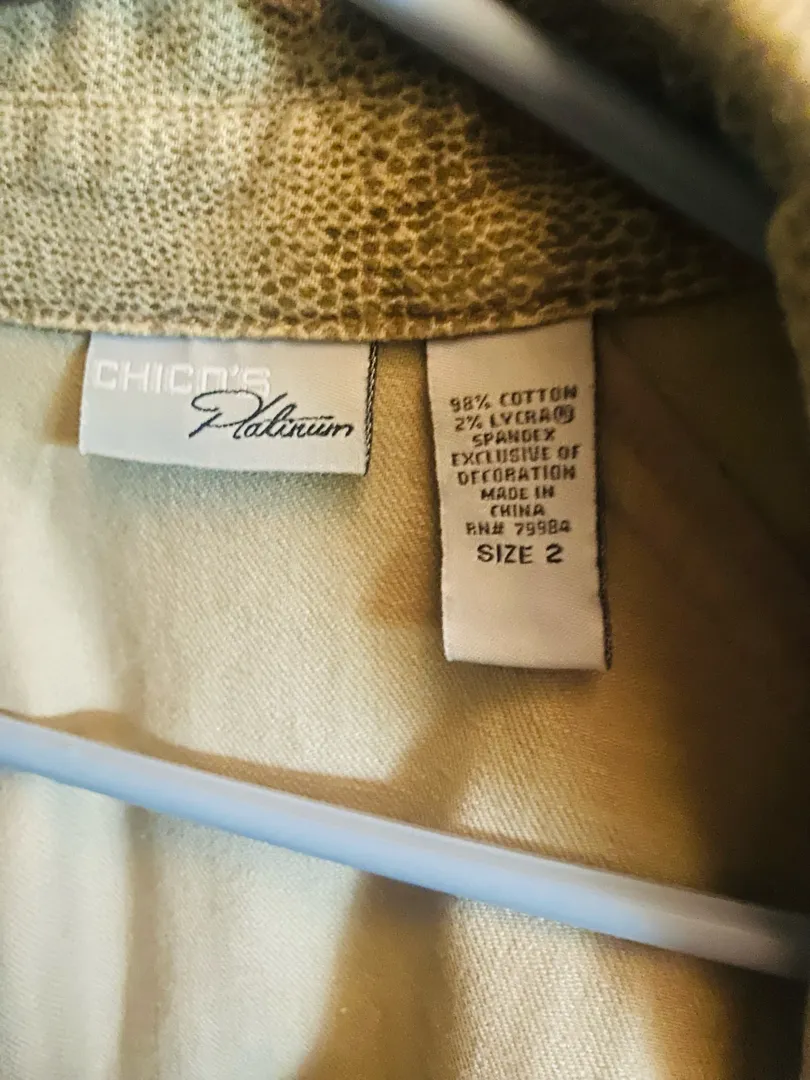 CHICO'S
Platinum
98% COTTON
2% LYCRA®
SPANDEX
EXCLUSIVE OF
DECORATION
MADE IN
CHINA
RN# 79984
SIZE 2